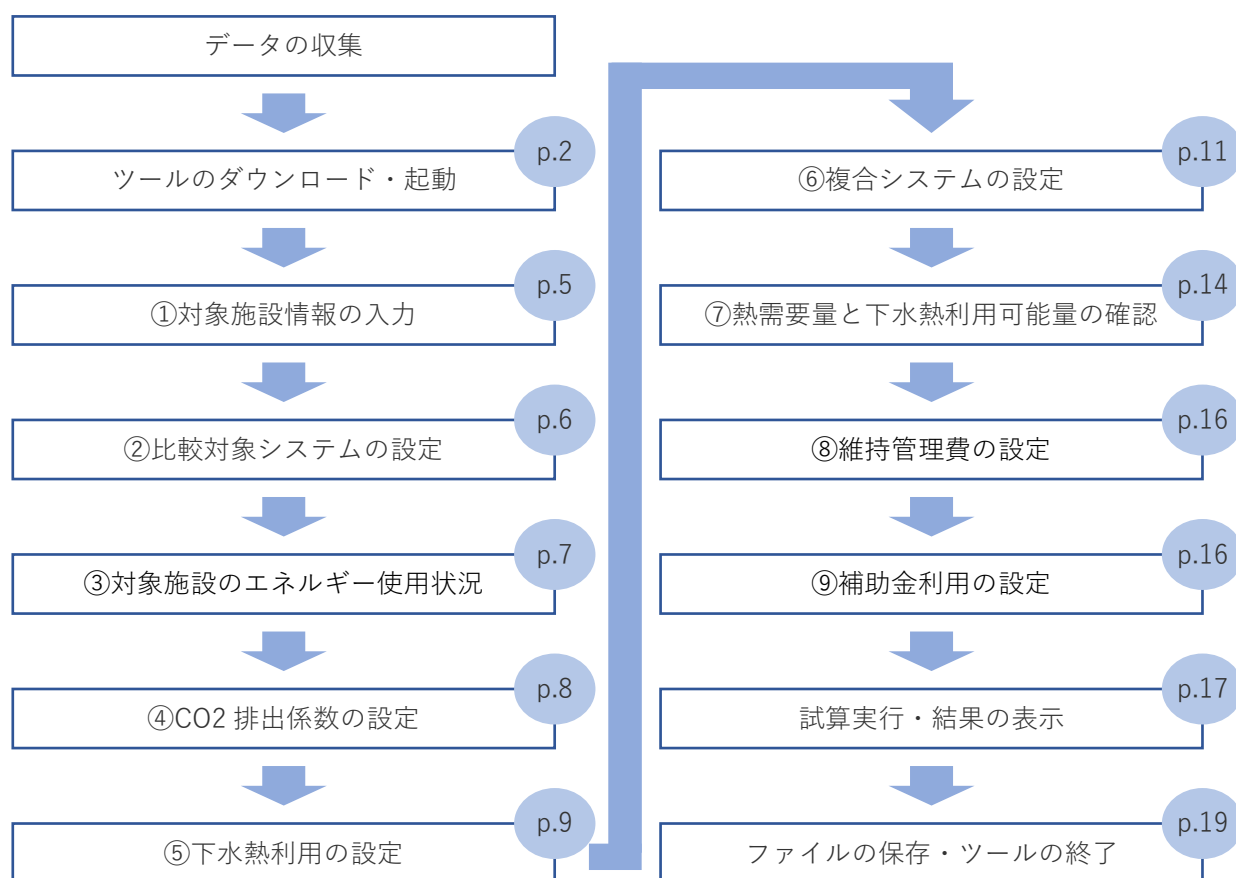 データの収集
p.2
ツールのダウンロード・起動
p.5
①対象施設情報の入力
p.6
②比較対象システムの設定
p.7
③対象施設のエネルギー使用状況
p.8
④CO2 排出係数の設定
p.9
⑤下水熱利用の設定
p.11
⑥複合システムの設定
p.14
⑦熱需要量と下水熱利用可能量の確認
p.16
⑧維持管理費の設定
p.16
⑨補助金利用の設定
p.17
試算実行・結果の表示
p.19
ファイルの保存・ツールの終了